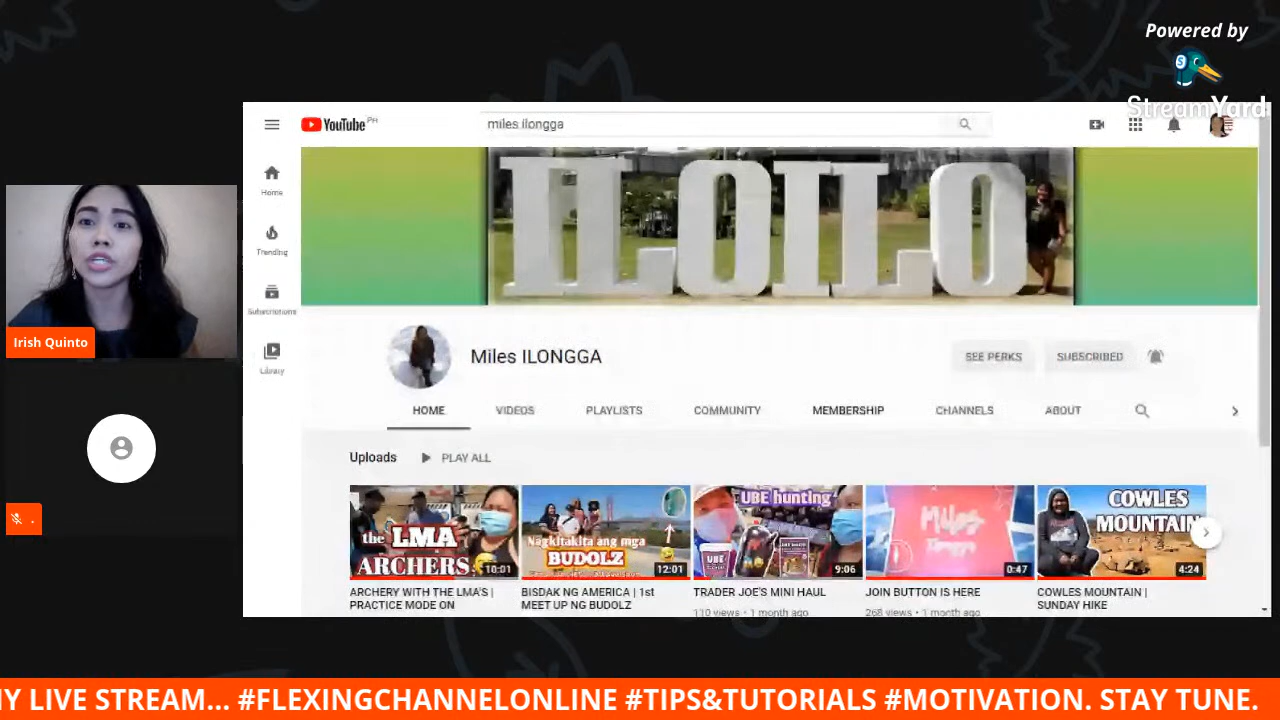 Powered by
StreamYard
YouTube PH
miles ilongga
Home
Trending
Subscriptions
Library
ILOILO
Irish Quinto
.
Miles ILONGGA
SEE PERKS
SUBSCRIBED
HOME VIDEOS PLAYLISTS COMMUNITY MEMBERSHIP CHANNELS ABOUT
Uploads PLAY ALL
the LMA
ARCHERS
10:01
Nagkitakita ang mga
BUDOLZ
12:01
UBE hunting
UBE
9:06
Miles
Ilongga
0:47
COWLES
MOUNTAIN
4:24
ARCHERY WITH THE LMA'S |
PRACTICE MODE ON
BISDAK NG AMERICA | 1st
MEET UP NG BUDOLZ
TRADER JOE'S MINI HAUL
110 views • 1 month ago
JOIN BUTTON IS HERE
268 views • 1 month ago
COWLES MOUNTAIN |
SUNDAY HIKE
MY LIVE STREAM... #FLEXINGCHANNELONLINE #TIPS&TUTORIALS #MOTIVATION. STAY TUNE.